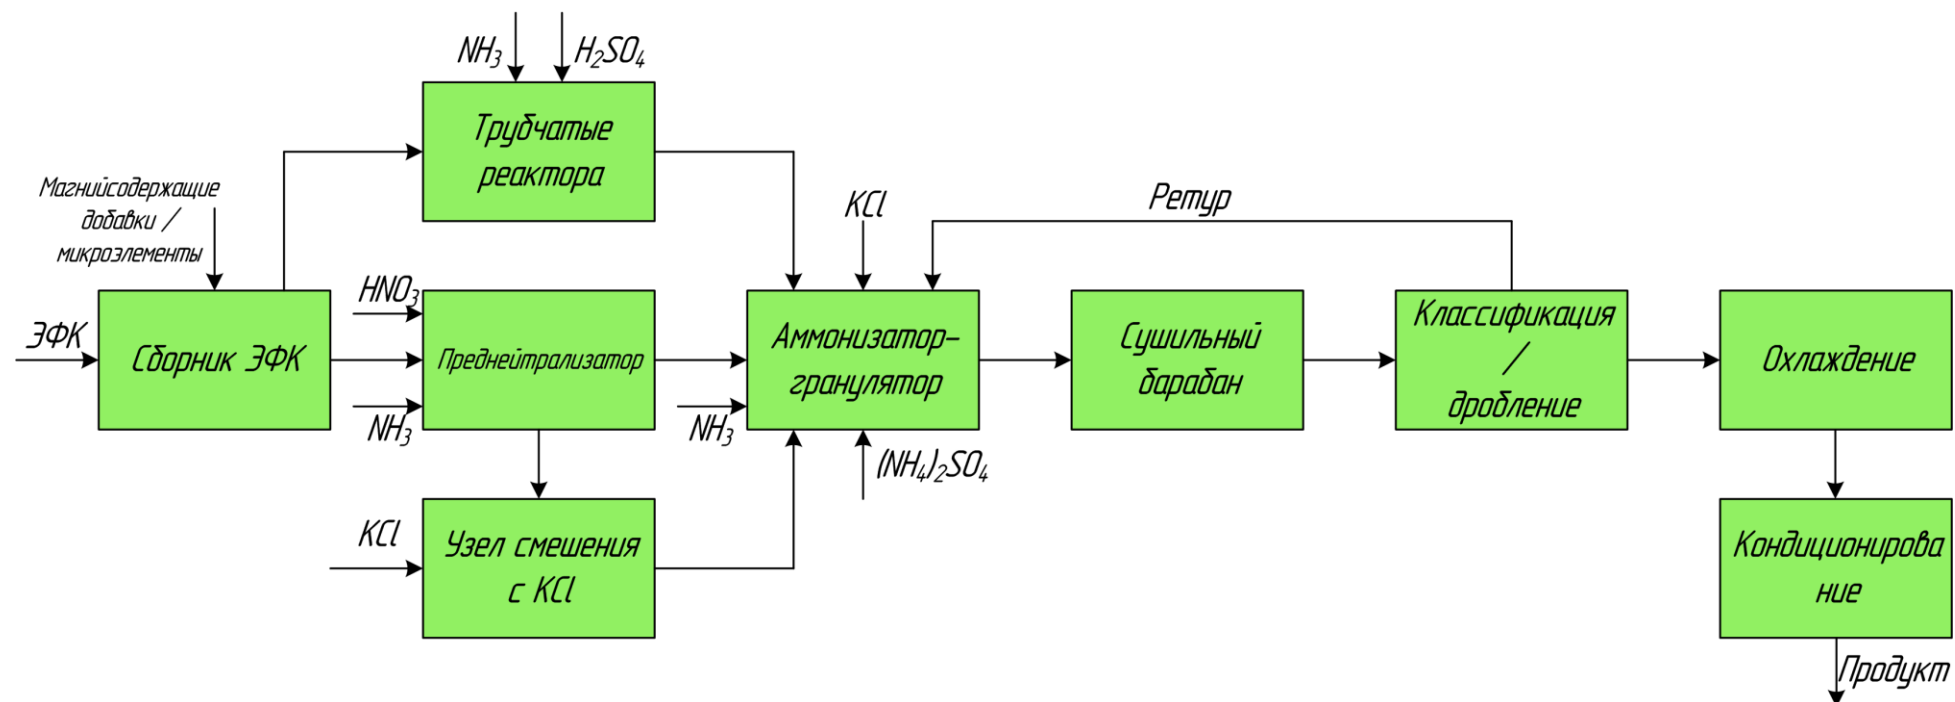 NH₃
H₂SO₄
Трубчатые
реактора
Магнийсодержащие
добавки /
микроэлементы
KCl
Ретур
ЭФК
Сборник ЭФК
HNO₃
Преднейтрализатор
NH₃
Аммонизатор-
гранулятор
NH₃
(NH₄)₂SO₄
Сушильный
барабан
Классификация
/
дробление
Охлаждение
KCl
Узел смешения
с KCl
Кондиционирова
ние
Продукт